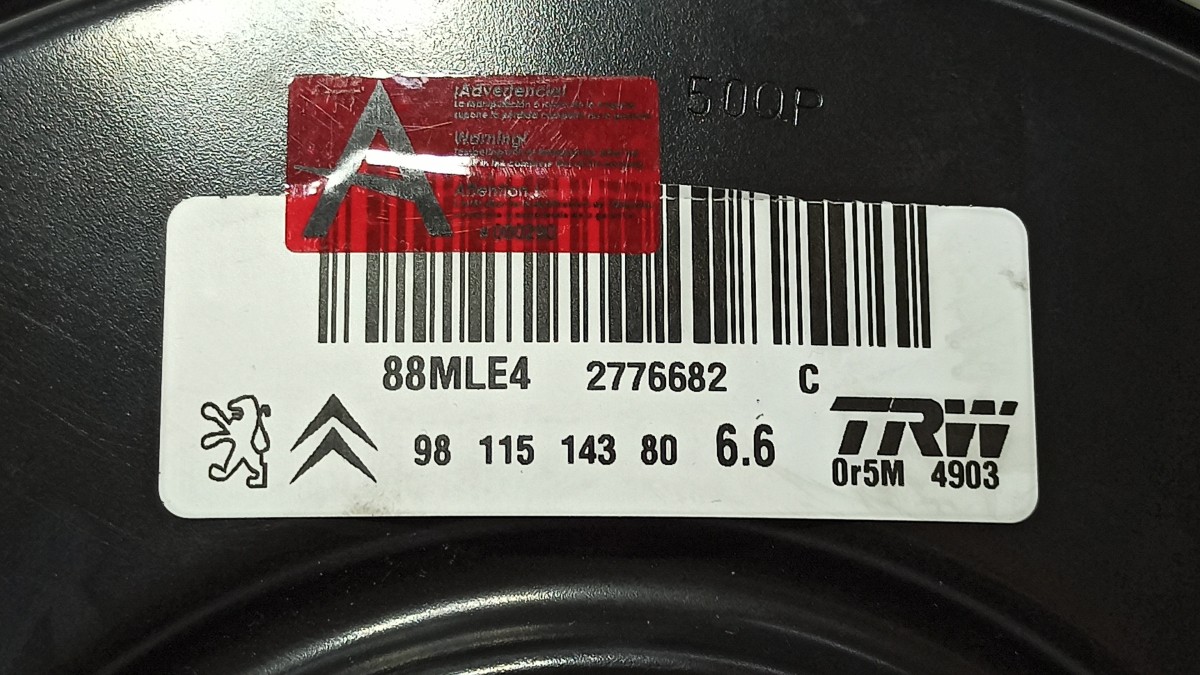 ¡Advertencia!
500P
Warning!
Attention
88MLE4 2776682 C
TRW
98 115 143 80 6.6
0r5M 4903